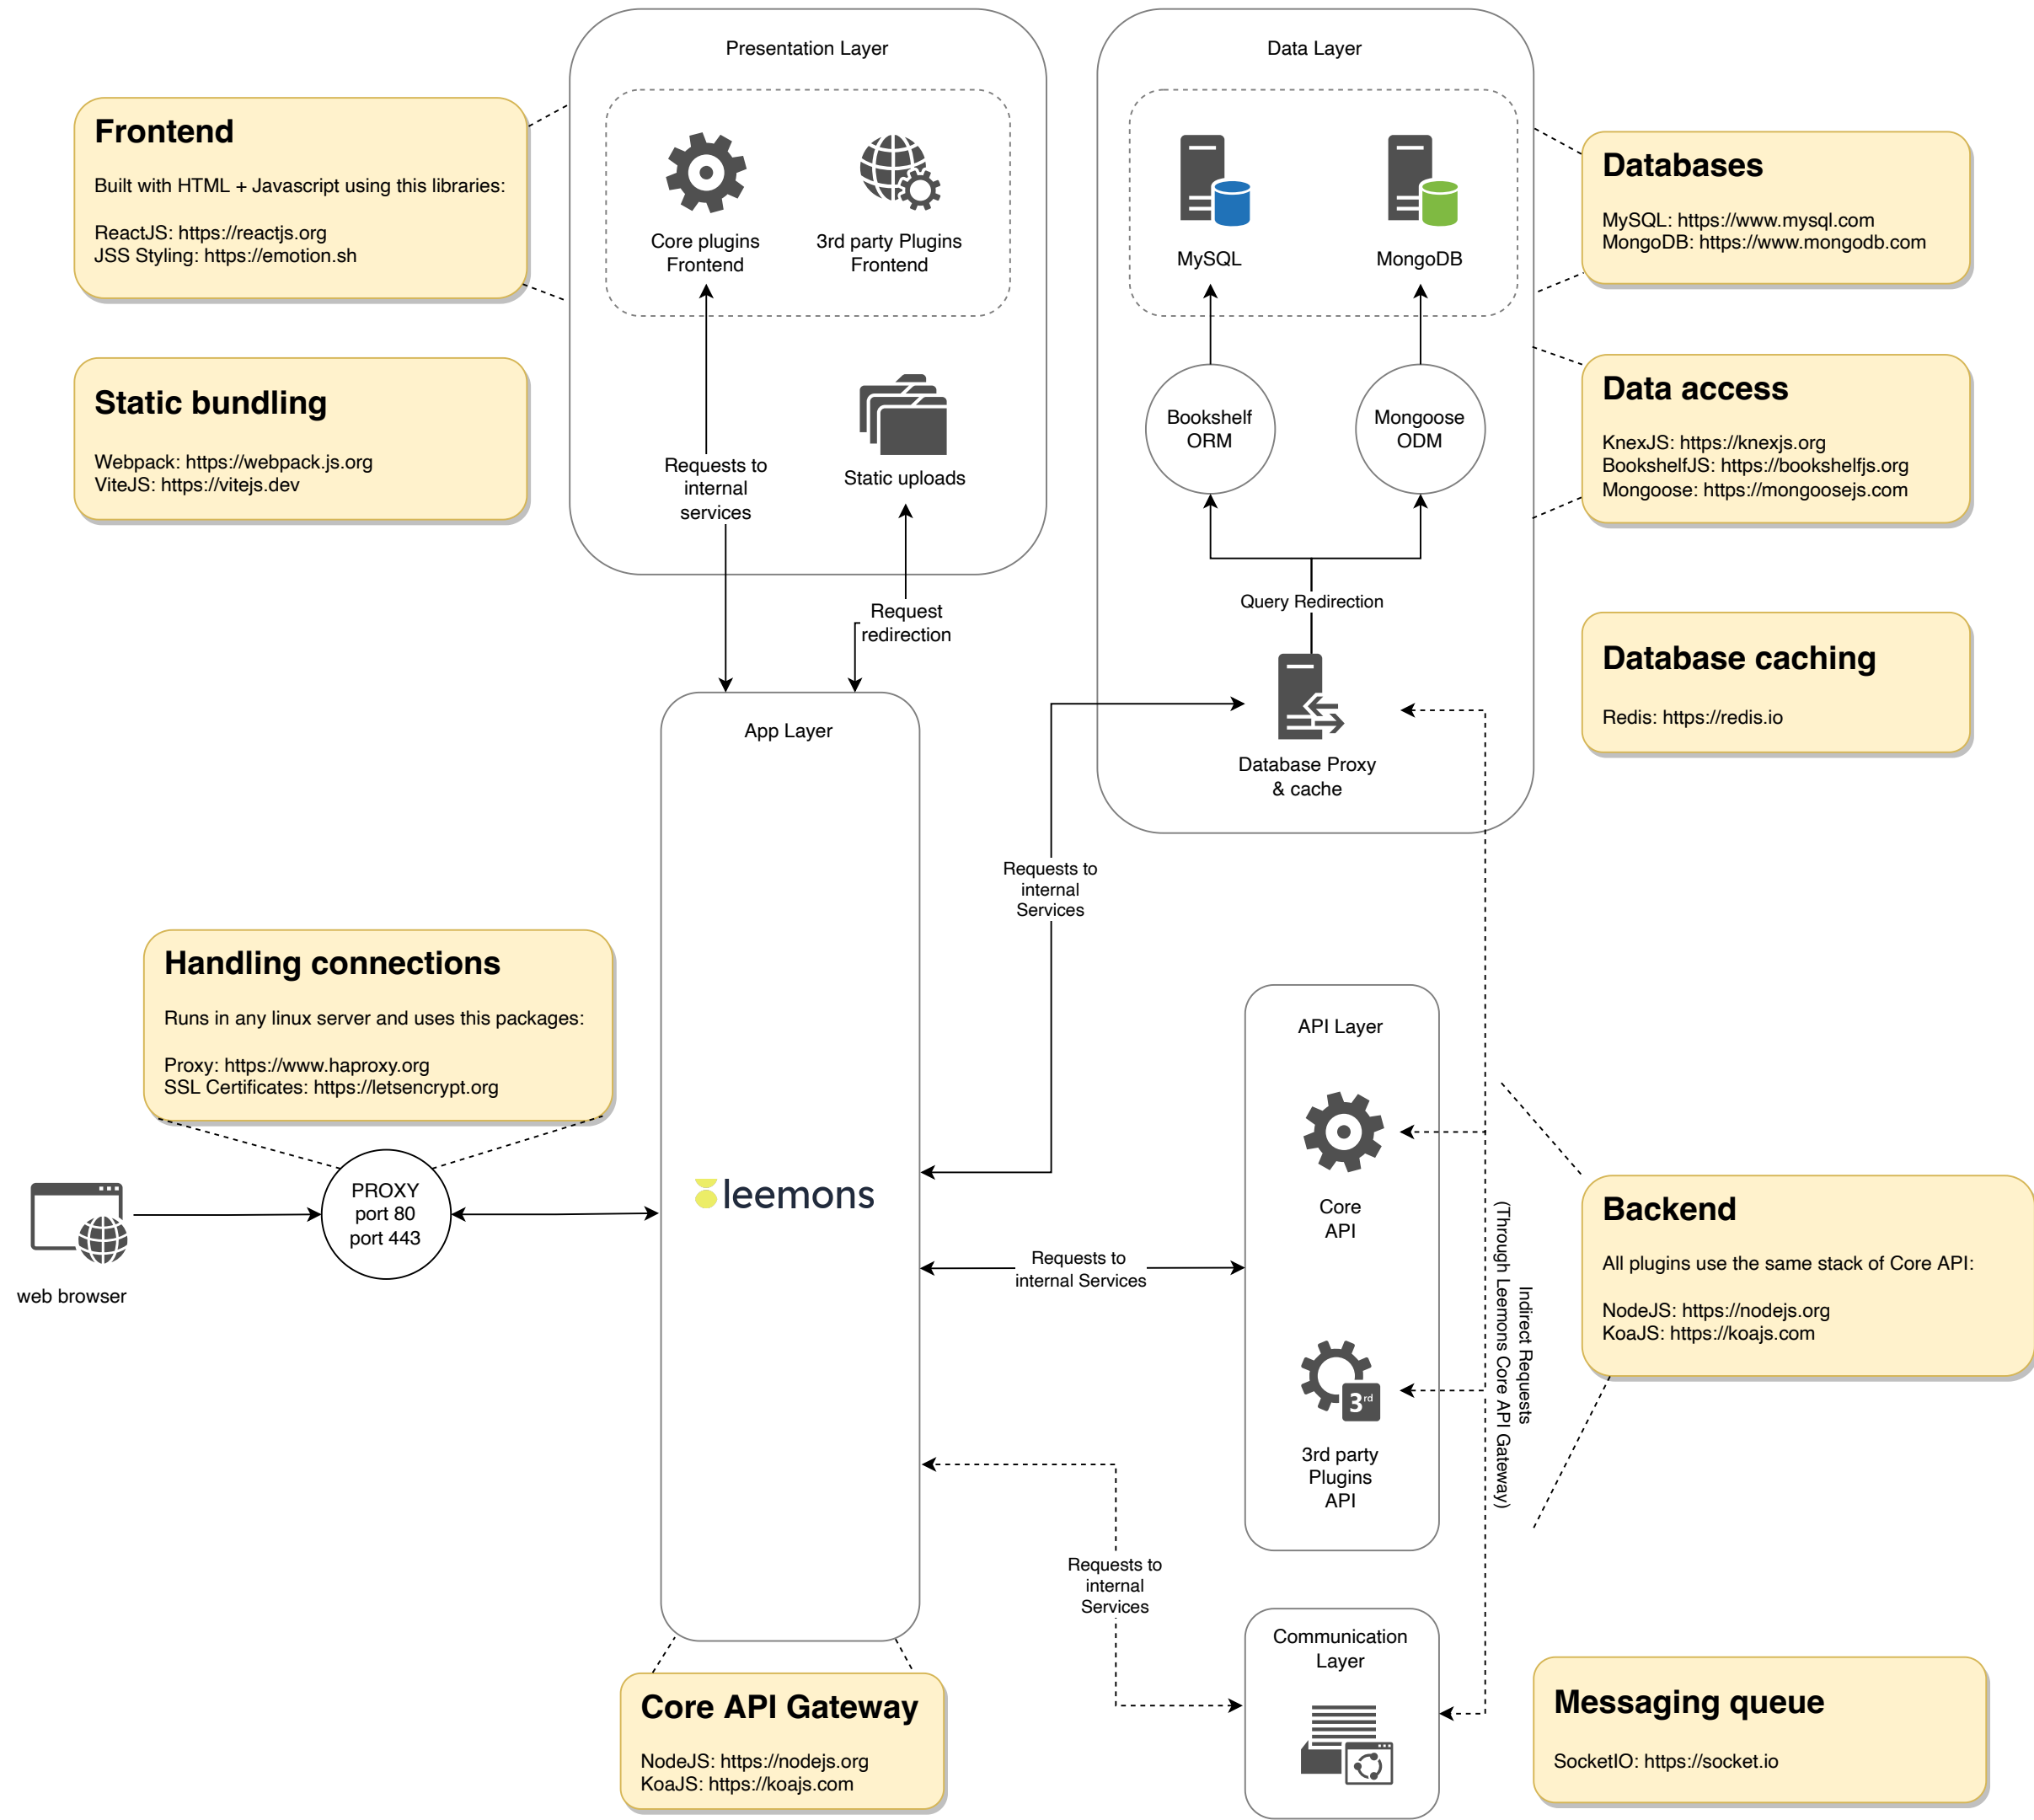 Presentation Layer
Core plugins
Frontend
3rd party Plugins
Frontend
Requests to
internal
services
Static uploads
Request
redirection
Data Layer
MySQL
MongoDB
Bookshelf
ORM
Mongoose
ODM
Query Redirection
Database Proxy
& cache
Frontend
Built with HTML + Javascript using this libraries:
ReactJS: https://reactjs.org
JSS Styling: https://emotion.sh
Static bundling
Webpack: https://webpack.js.org
ViteJS: https://vitejs.dev
Databases
MySQL: https://www.mysql.com
MongoDB: https://www.mongodb.com
Data access
KnexJS: https://knexjs.org
BookshelfJS: https://bookshelfjs.org
Mongoose: https://mongoosejs.com
Database caching
Redis: https://redis.io
App Layer
leemons
Requests to
internal
Services
Handling connections
Runs in any linux server and uses this packages:
Proxy: https://www.haproxy.org
SSL Certificates: https://letsencrypt.org
web browser
PROXY
port 80
port 443
Requests to
internal Services
API Layer
Core
API
3rd
3rd party
Plugins
API
Indirect Requests
(Through Leemons Core API Gateway)
Backend
All plugins use the same stack of Core API:
NodeJS: https://nodejs.org
KoaJS: https://koajs.com
Requests to
internal
Services
Communication
Layer
Core API Gateway
NodeJS: https://nodejs.org
KoaJS: https://koajs.com
Messaging queue
SocketIO: https://socket.io